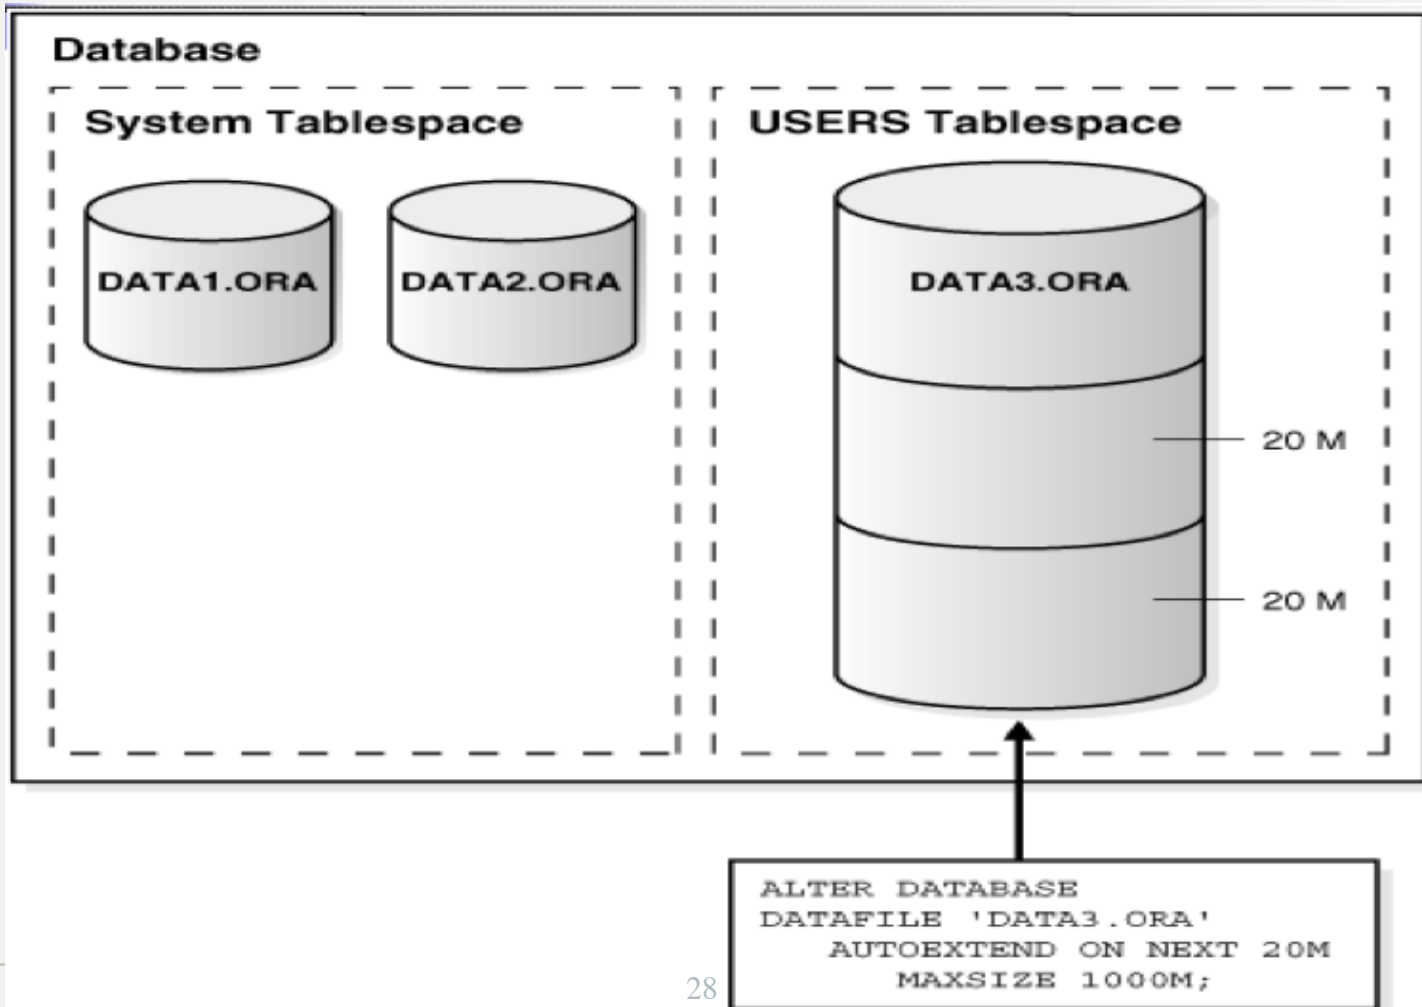 Database
System Tablespace
USERS Tablespace
DATA1.ORA
DATA2.ORA
DATA3.ORA
20 M
20 M
ALTER DATABASE
DATAFILE 'DATA3.ORA'
AUTOEXTEND ON NEXT 20M
MAXSIZE 1000M;
28